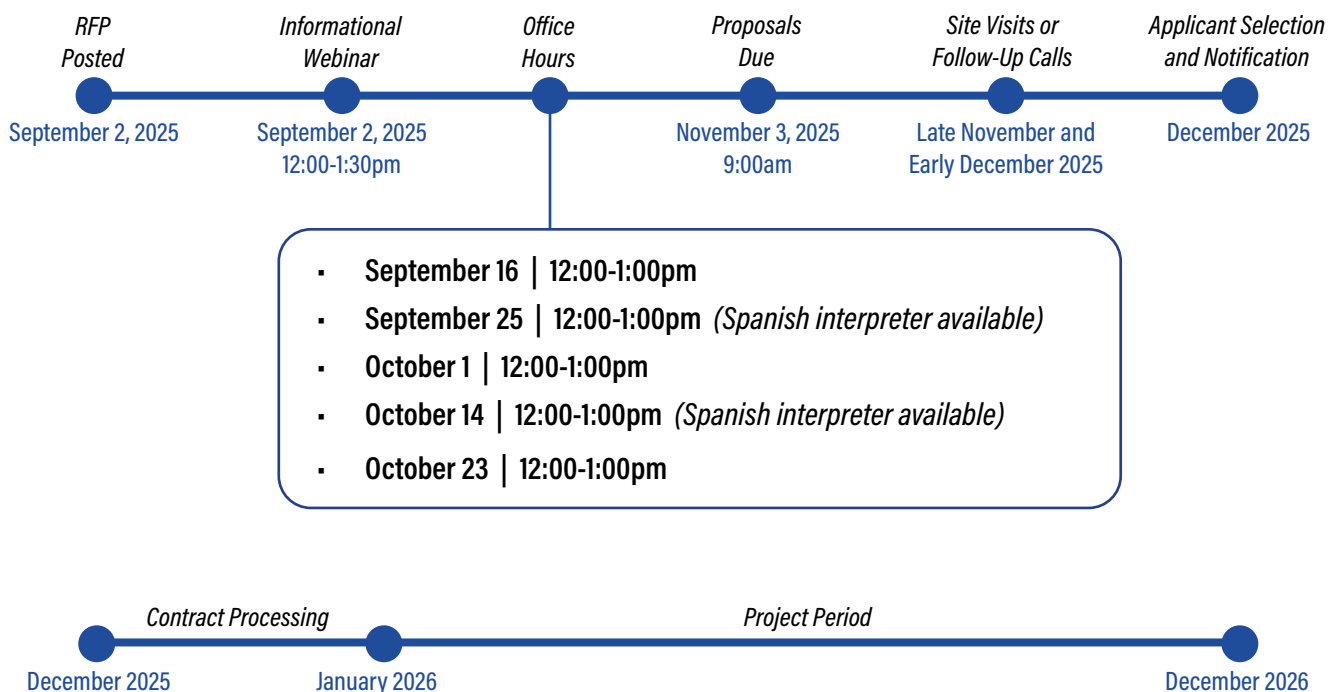 RFP
Posted
Informational
Webinar
Office
Hours
Proposals
Due
Site Visits or
Follow-Up Calls
Applicant Selection
and Notification
September 2, 2025
September 2, 2025
12:00-1:30pm
November 3, 2025
9:00am
Late November and
Early December 2025
December 2025
▪ September 16 | 12:00-1:00pm
▪ September 25 | 12:00-1:00pm (Spanish interpreter available)
▪ October 1 | 12:00-1:00pm
▪ October 14 | 12:00-1:00pm (Spanish interpreter available)
▪ October 23 | 12:00-1:00pm
Contract Processing
Project Period
December 2025
January 2026
December 2026